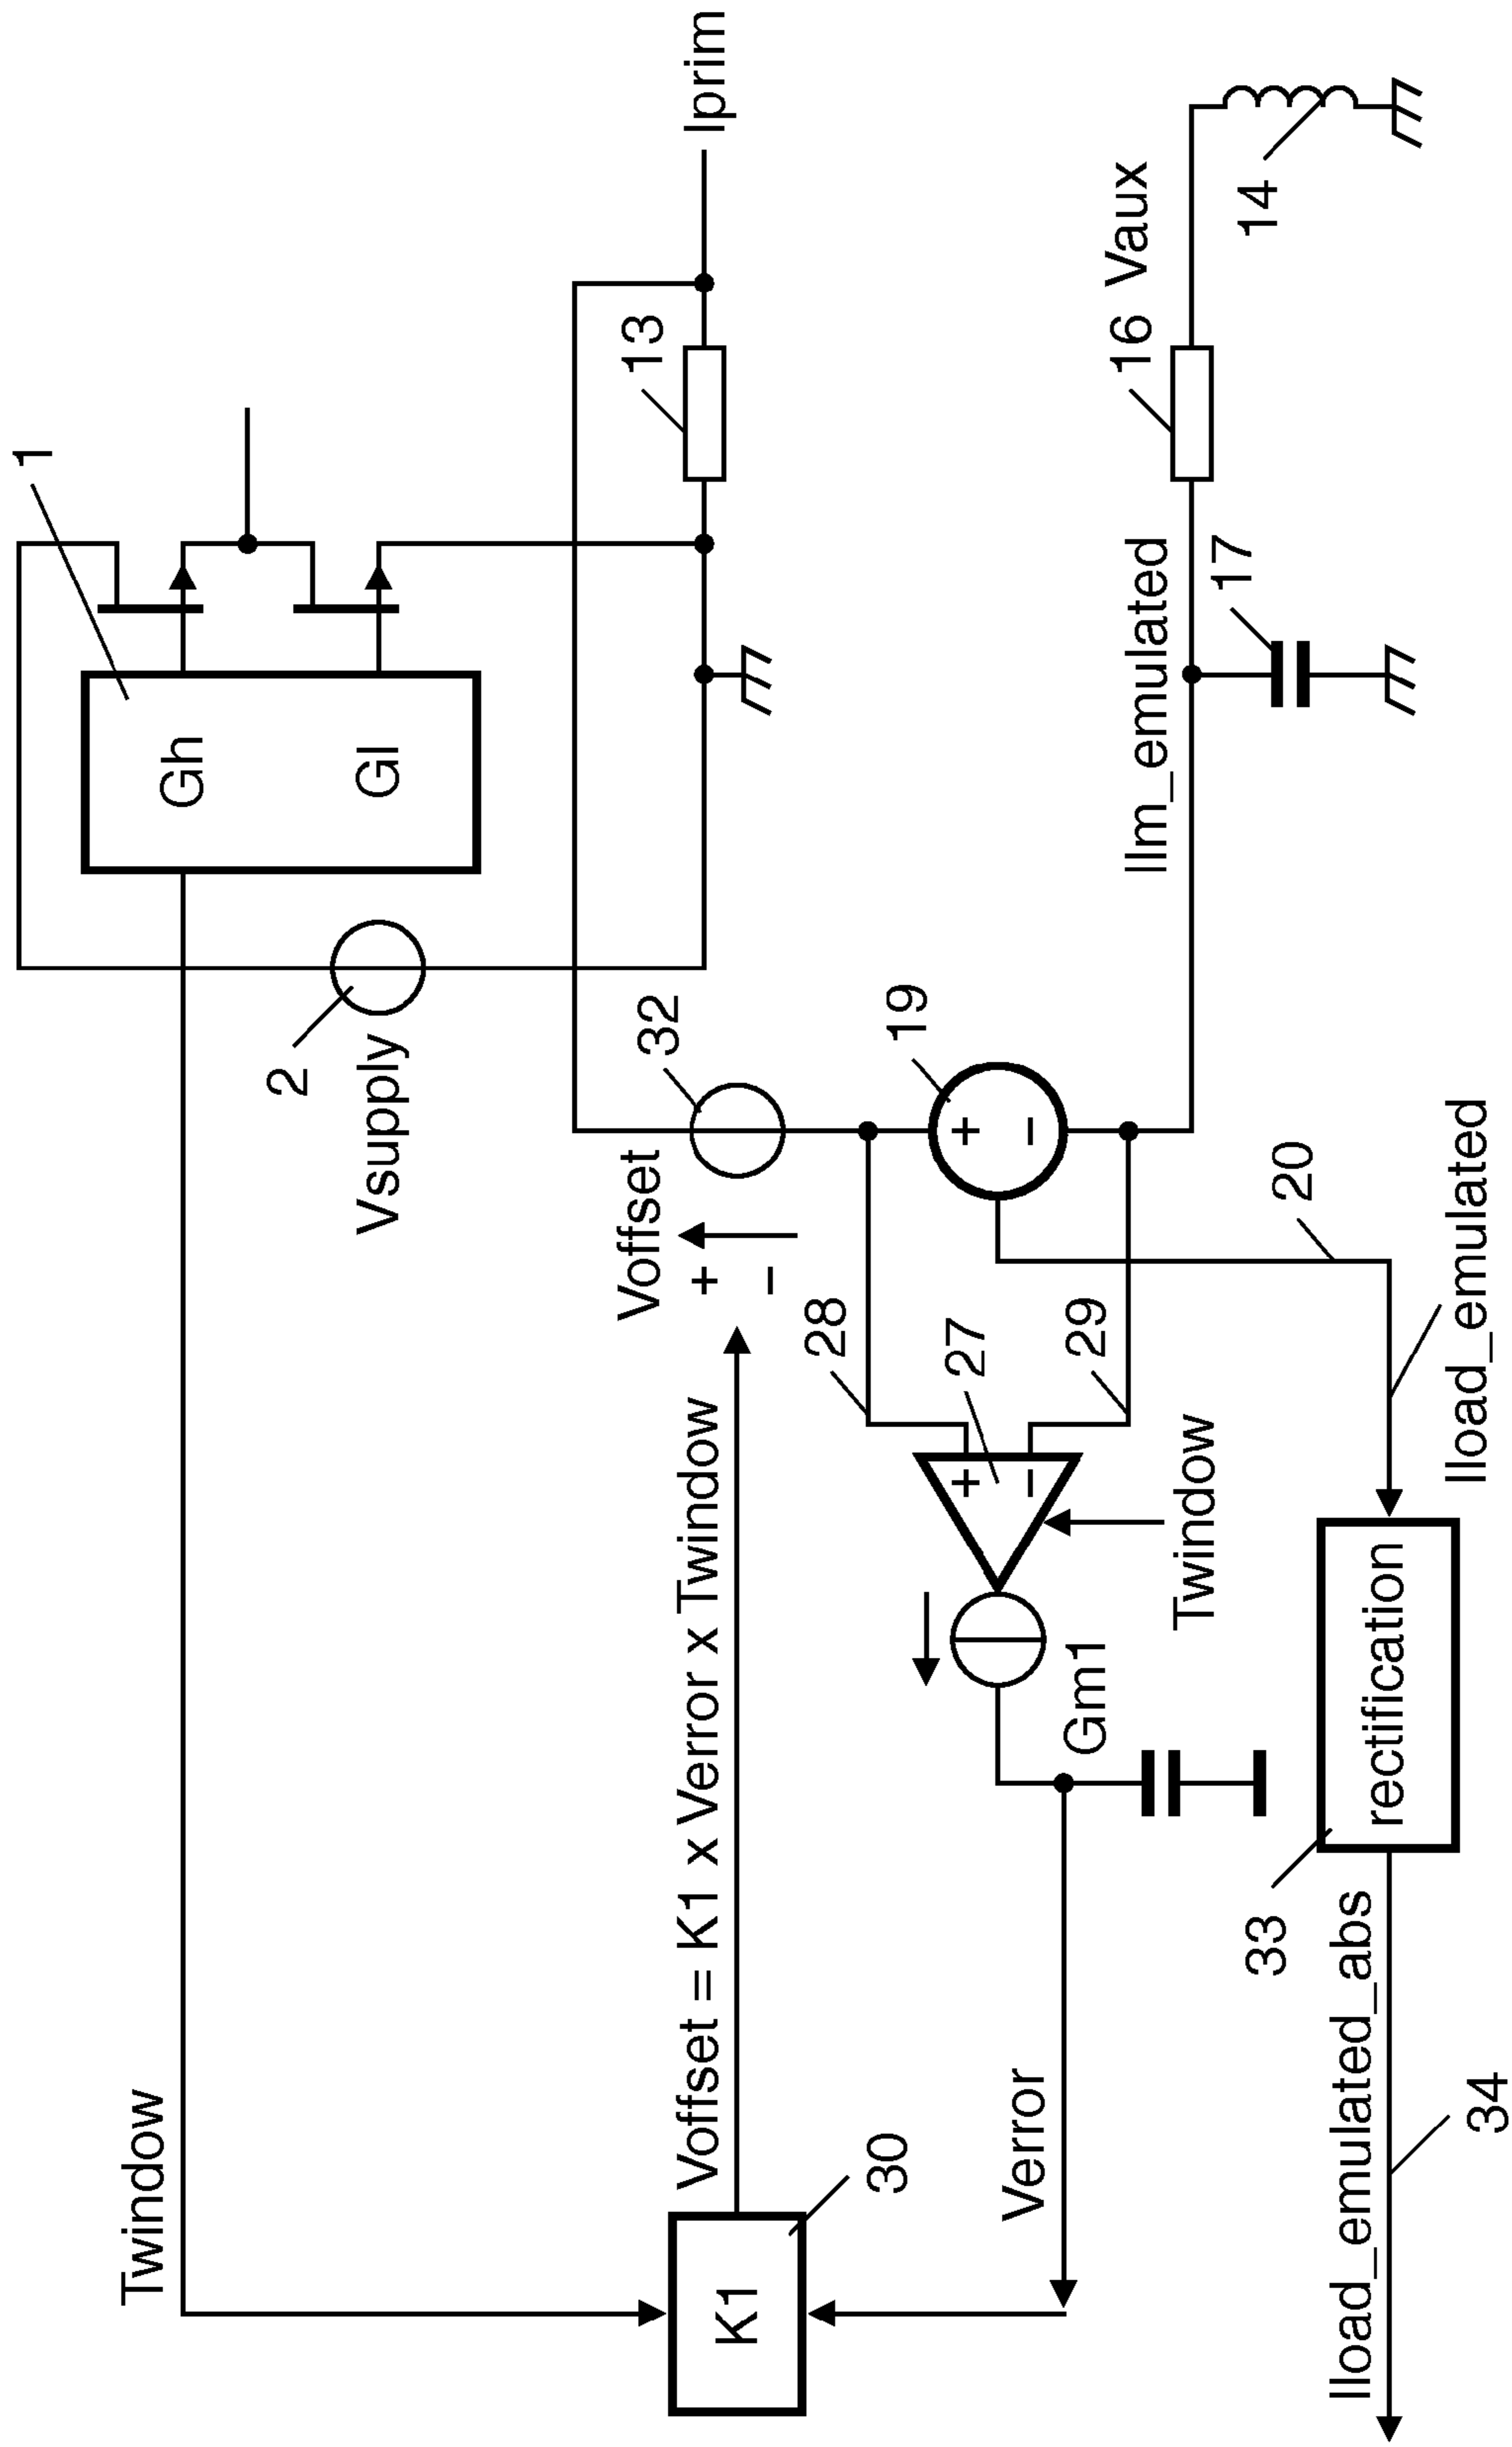 Twindow
K1
30
Voffset = K1 x Verror x Twindow
Verror
Iload_emulated_abs
34
33
rectification
Gm1
Twindow
27
+
−
28
29
Voffset
+
−
32
19
+
−
20
Iload_emulated
2
Vsupply
Gh
Gl
1
13
Iprim
Ilm_emulated
17
16
Vaux
14